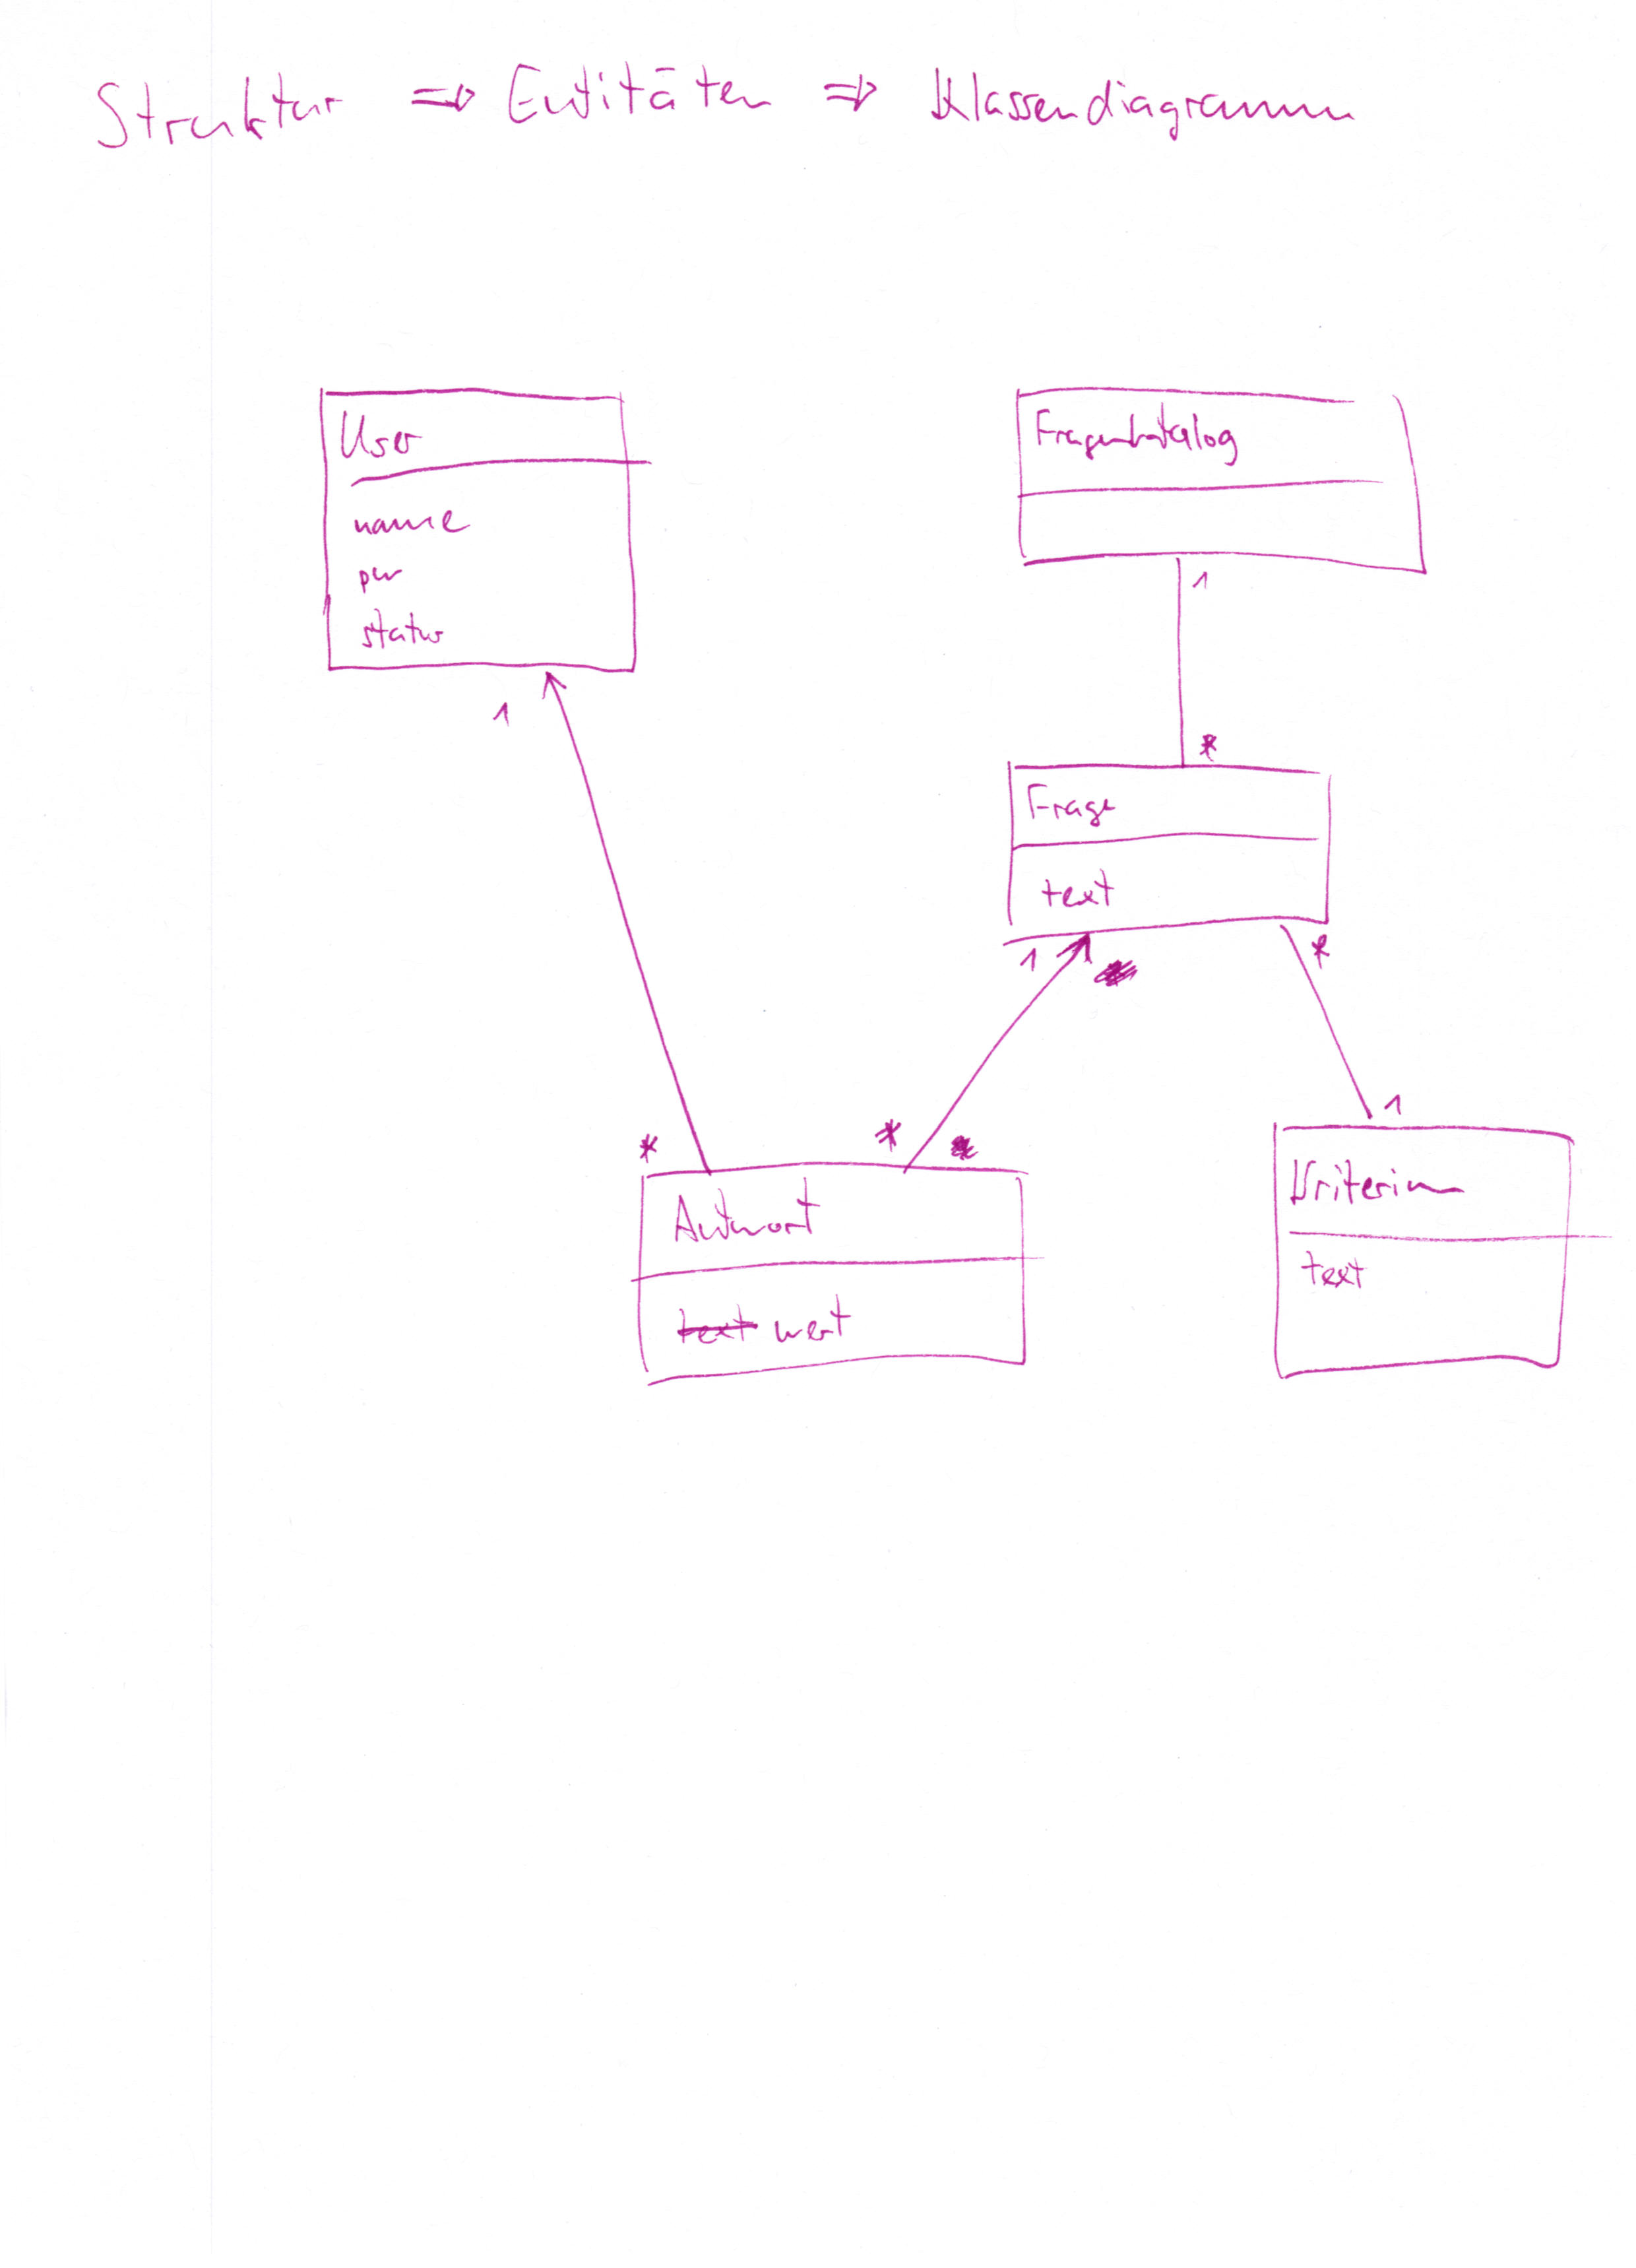 Struktur => Entitäten => Klassendiagramm
User
name
pw
status
1
Fragenkatalog
1
*
Frage
text
1
*
*
*
1
Antwort
text wert
Kriterium
text